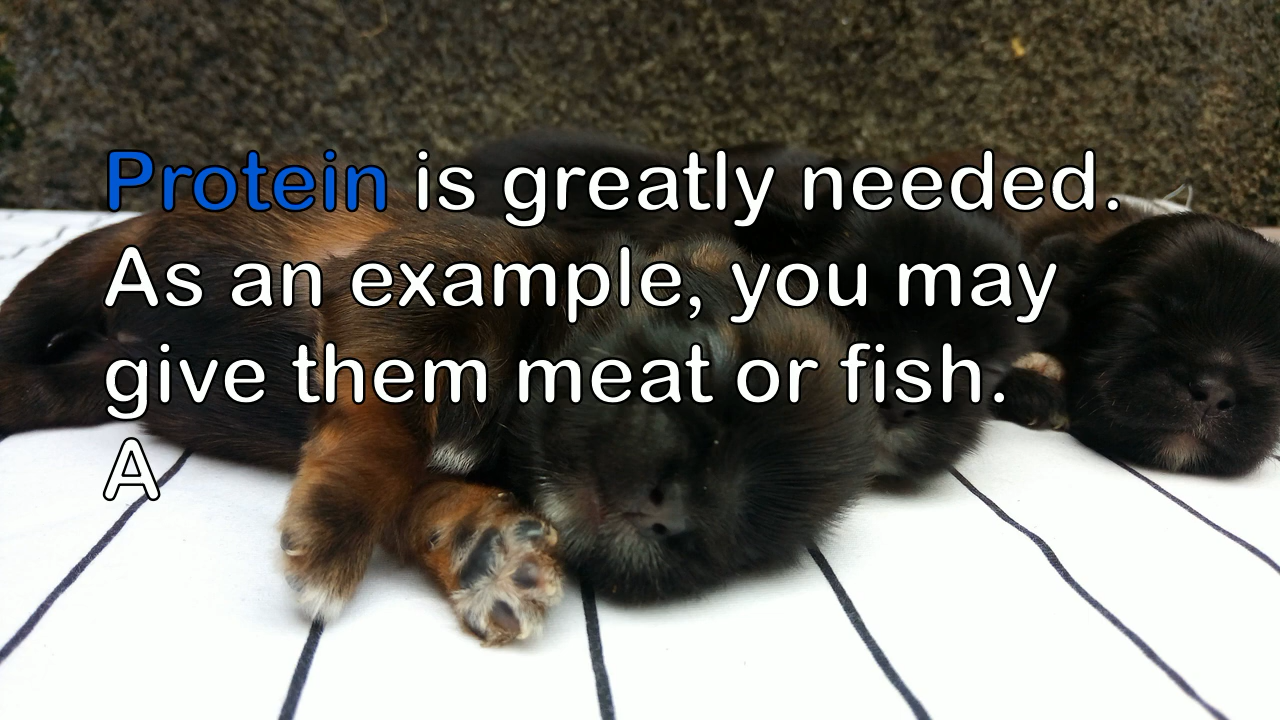 Protein is greatly needed.
As an example, you may
give them meat or fish.
A